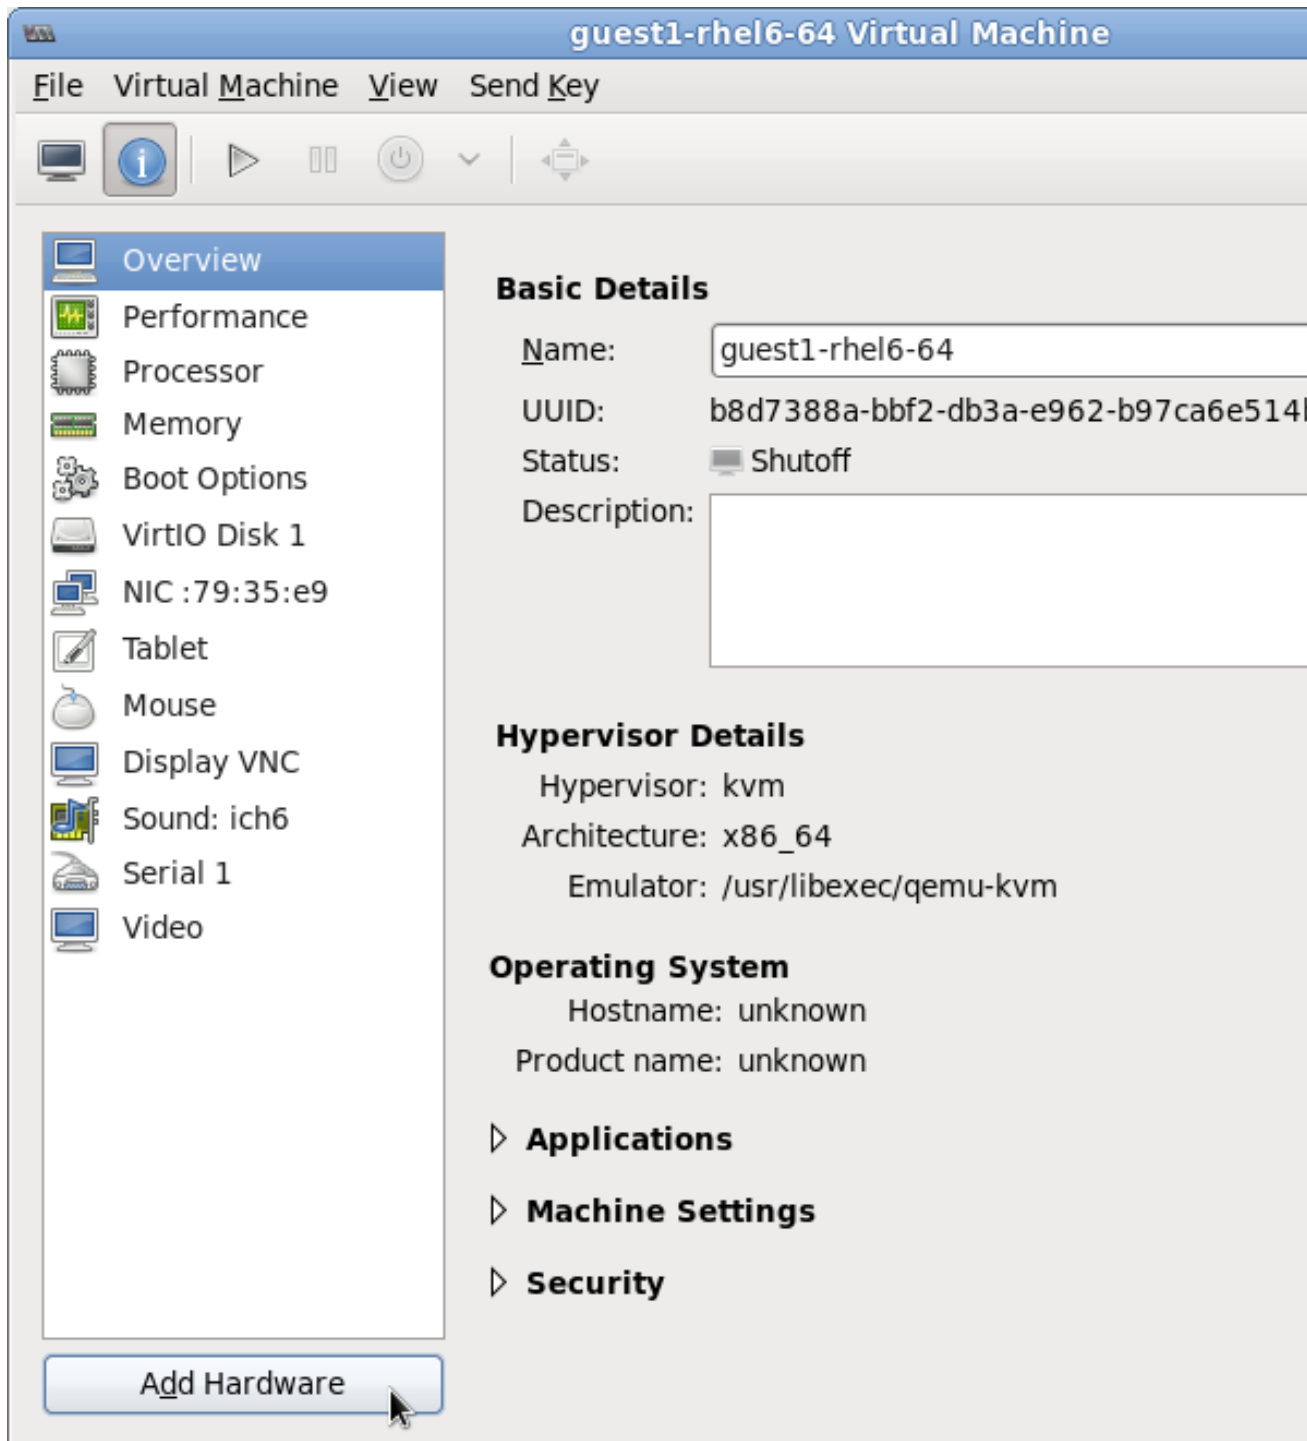 guest1-rhel6-64 Virtual Machine
File Virtual Machine View Send Key
Overview
Performance
Processor
Memory
Boot Options
VirtIO Disk 1
NIC :79:35:e9
Tablet
Mouse
Display VNC
Sound: ich6
Serial 1
Video
Add Hardware
Basic Details
Name: guest1-rhel6-64
UUID: b8d7388a-bbf2-db3a-e962-b97ca6e514
Status: Shutoff
Description:
Hypervisor Details
Hypervisor: kvm
Architecture: x86_64
Emulator: /usr/libexec/qemu-kvm
Operating System
Hostname: unknown
Product name: unknown
Applications
Machine Settings
Security